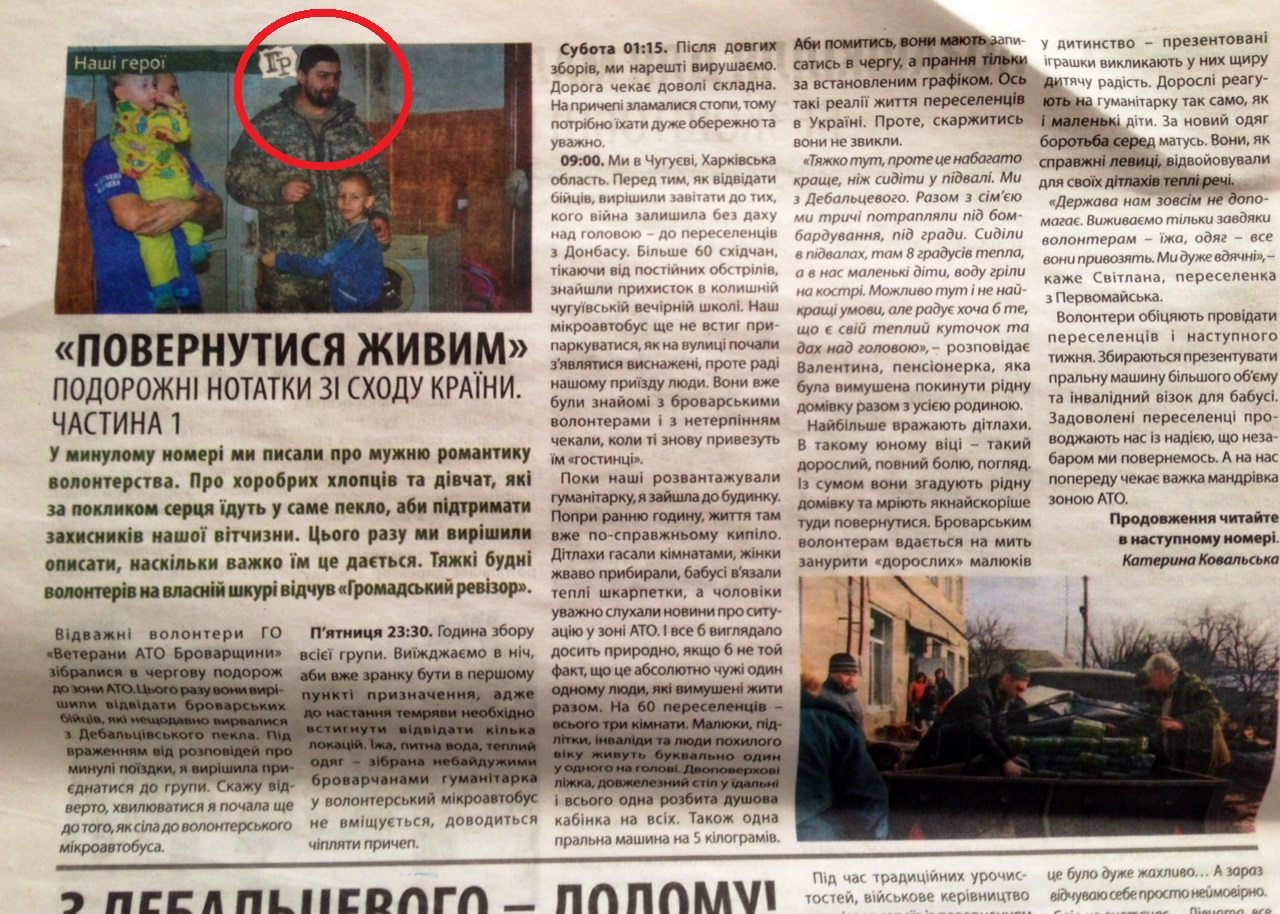 Наші герої
ГР
«ПОВЕРНУТИСЯ ЖИВИМ»
ПОДОРОЖНІ НОТАТКИ ЗІ СХОДУ КРАЇНИ.
ЧАСТИНА 1
У минулому номері ми писали про мужню романтику
волонтерства. Про хоробрих хлопців та дівчат, які
за покликом серця їдуть у саме пекло, аби підтримати
захисників нашої вітчизни. Цього разу ми вирішили
описати, наскільки важко їм це дається. Тяжкі будні
волонтерів на власній шкурі відчув «Громадський ревізор».
Відважні волонтери ГО
«Ветерани АТО Броварщини»
зібралися в чергову подорож
до зони АТО.Цього разу вони вирі-
шили відвідати броварських
бійців, які нещодавно вирвалися
з Дебальцівського пекла. Під
враженням від розповідей про
минулі поїздки, я вирішила при-
єднатися до групи. Скажу від-
верто, хвилюватися я почала ще
до того, як сіла до волонтерського
мікроавтобуса.
П'ятниця 23:30. Година збору
всієї групи. Виїжджаємо в ніч,
аби вже зранку бути в першому
пункті призначення, адже
до настання темряви необхідно
встигнути відвідати кілька
локацій. Їжа, питна вода, теплий
одяг – зібрана небайдужими
броварчанами гуманітарка
у волонтерський мікроавтобус
не вміщується, доводиться
чіпляти причеп.
Субота 01:15. Після довгих
зборів, ми нарешті вирушаємо.
Дорога чекає доволі складна.
На причепі зламалися стопи, тому
потрібно їхати дуже обережно та
уважно.
09:00. Ми в Чугуєві, Харківська
область. Перед тим, як відвідати
бійців, вирішили завітати до тих,
кого війна залишила без даху
над головою – до переселенців
з Донбасу. Більше 60 східчан,
тікаючи від постійних обстрілів,
знайшли прихисток в колишній
чугуївській вечірній школі. Наш
мікроавтобус ще не встиг при-
паркуватися, як на вулиці почали
з'являтися виснажені, проте раді
нашому приїзду люди. Вони вже
були знайомі з броварськими
волонтерами і з нетерпінням
чекали, коли ті знову привезуть
їм «гостинці».
Поки наші розвантажували
гуманітарку, я зайшла до будинку.
Попри ранню годину, життя там
вже по-справжньому кипіло.
Дітлахи гасали кімнатами, жінки
жваво прибирали, бабусі в'язали
теплі шкарпетки, а чоловіки
уважно слухали новини про ситу-
ацію у зоні АТО. І все б виглядало
досить природно, якщо б не той
факт, що це абсолютно чужі один
одному люди, які вимушені жити
разом. На 60 переселенців –
всього три кімнати. Малюки, під-
літки, інваліди та люди похилого
віку живуть буквально один
у одного на голові. Двоповерхові
ліжка, довжелезний стіл у їдальні
і всього одна розбита душова
кабінка на всіх. Також одна
пральна машина на 5 кілограмів.
Аби помитись, вони мають запи-
сатись в чергу, а прання тільки
за встановленим графіком. Ось
такі реалії життя переселенців
в Україні. Проте, скаржитись
вони не звикли.
«Тяжко тут, проте це набагато
краще, ніж сидіти у підвалі. Ми
з Дебальцевого. Разом з сім'єю
ми тричі потрапляли під бом-
бардування, під гради. Сиділи
в підвалах, там 8 градусів тепла,
а в нас маленькі діти, воду гріли
на кострі. Можливо тут і не най-
кращі умови, але радує хоча б те,
що є свій теплий куточок та
дах над головою», – розповідає
Валентина, пенсіонерка, яка
була вимушена покинути рідну
домівку разом з усією родиною.
Найбільше вражають дітлахи.
В такому юному віці – такий
дорослий, повний болю, погляд.
Із сумом вони згадують рідну
домівку та мріють якнайскоріше
туди повернутися. Броварським
волонтерам вдається на мить
занурити «дорослих» малюків
у дитинство – презентовані
іграшки викликають у них щиру
дитячу радість. Дорослі реагу-
ють на гуманітарку так само, як
і маленькі діти. За новий одяг
боротьба серед матусь. Вони, як
справжні левиці, відвойовували
для своїх дітлахів теплі речі.
«Держава нам зовсім не допо-
магає. Виживаємо тільки завдяки
волонтерам – їжа, одяг – все
вони привозять. Ми дуже вдячні», –
каже Світлана, переселенка
з Первомайська.
Волонтери обіцяють провідати
переселенців і наступного
тижня. Збираються презентувати
пральну машину більшого об'єму
та інвалідний візок для бабусі.
Задоволені переселенці про-
воджають нас із надією, що неза-
баром ми повернемось. А на нас
попереду чекає важка мандрівка
зоною АТО.
Продовження читайте
в наступному номері.
Катерина Ковальська
З ДЕБАЛЬЦЕВОГО – ДОДОМУ!
Під час традиційних урочис-
тостей, військове керівництво
це було дуже жахливо... А зараз
відчуваю себе просто неймовірно.